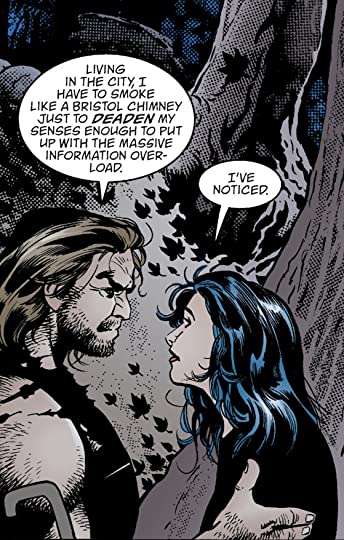 LIVING
IN THE CITY, I
HAVE TO SMOKE
LIKE A BRISTOL CHIMNEY
JUST TO DEADEN MY
SENSES ENOUGH TO PUT
UP WITH THE MASSIVE
INFORMATION OVER-
LOAD.
I'VE
NOTICED.